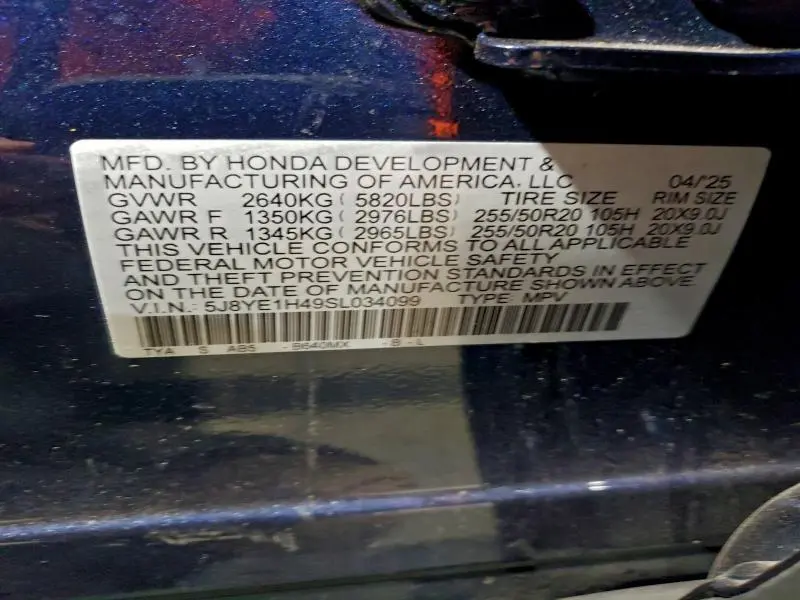 MFD. BY HONDA DEVELOPMENT &
MANUFACTURING OF AMERICA, LLC 04/'25
GVWR 2640KG ( 5820LBS) TIRE SIZE RIM SIZE
GAWR F 1350KG ( 2976LBS) 255/50R20 105H 20X9.0J
GAWR R 1345KG ( 2965LBS) 255/50R20 105H 20X9.0J
THIS VEHICLE CONFORMS TO ALL APPLICABLE
FEDERAL MOTOR VEHICLE SAFETY
AND THEFT PREVENTION STANDARDS IN EFFECT
ON THE DATE OF MANUFACTURE SHOWN ABOVE.
V.I.N.: 5J8YE1H49SL034099 TYPE: MPV
TYA S AB5 - B640MX - B - L